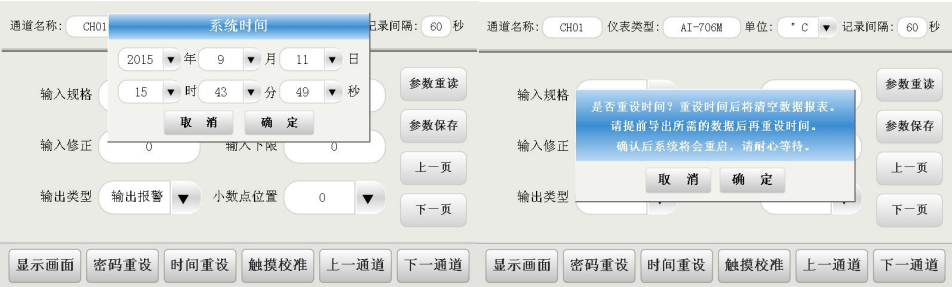 通道名称: CH01
系统时间
记录间隔: 60 秒
2015 年 9 月 11 日
15 时 43 分 49 秒
取 消 确 定
输入规格
参数重读
参数保存
输入修正 0 输入下限 0
上一页
输出类型 输出报警 小数点位置 0
下一页
显示画面 密码重设 时间重设 触摸校准 上一通道 下一通道
通道名称: CH01 仪表类型: AI-706M 单位: °C 记录间隔: 60 秒
输入规格
参数重读
是否重设时间?重设时间后将清空数据报表。
请提前导出所需的数据后再重设时间。
确认后系统将会重启,请耐心等待。
取 消 确 定
参数保存
输入修正
上一页
输出类型
下一页
显示画面 密码重设 时间重设 触摸校准 上一通道 下一通道